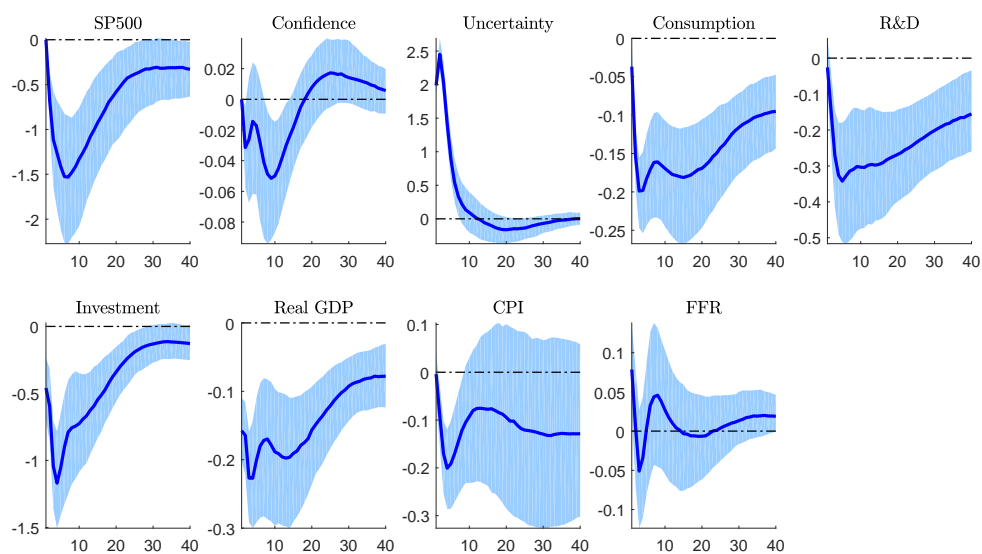 SP500 Confidence Uncertainty Consumption R&D
0 -0.5 -1 -1.5 -2
0.02 0 -0.02 -0.04 -0.06 -0.08
2.5 2 1.5 1 0.5 0
0 -0.05 -0.1 -0.15 -0.2 -0.25
0 -0.1 -0.2 -0.3 -0.4 -0.5
10 20 30 40 10 20 30 40 10 20 30 40 10 20 30 40 10 20 30 40
Investment Real GDP CPI FFR
0 -0.5 -1 -1.5
0 -0.1 -0.2 -0.3
0.1 0 -0.1 -0.2 -0.3
0.1 0.05 0 -0.05 -0.1
10 20 30 40 10 20 30 40 10 20 30 40 10 20 30 40